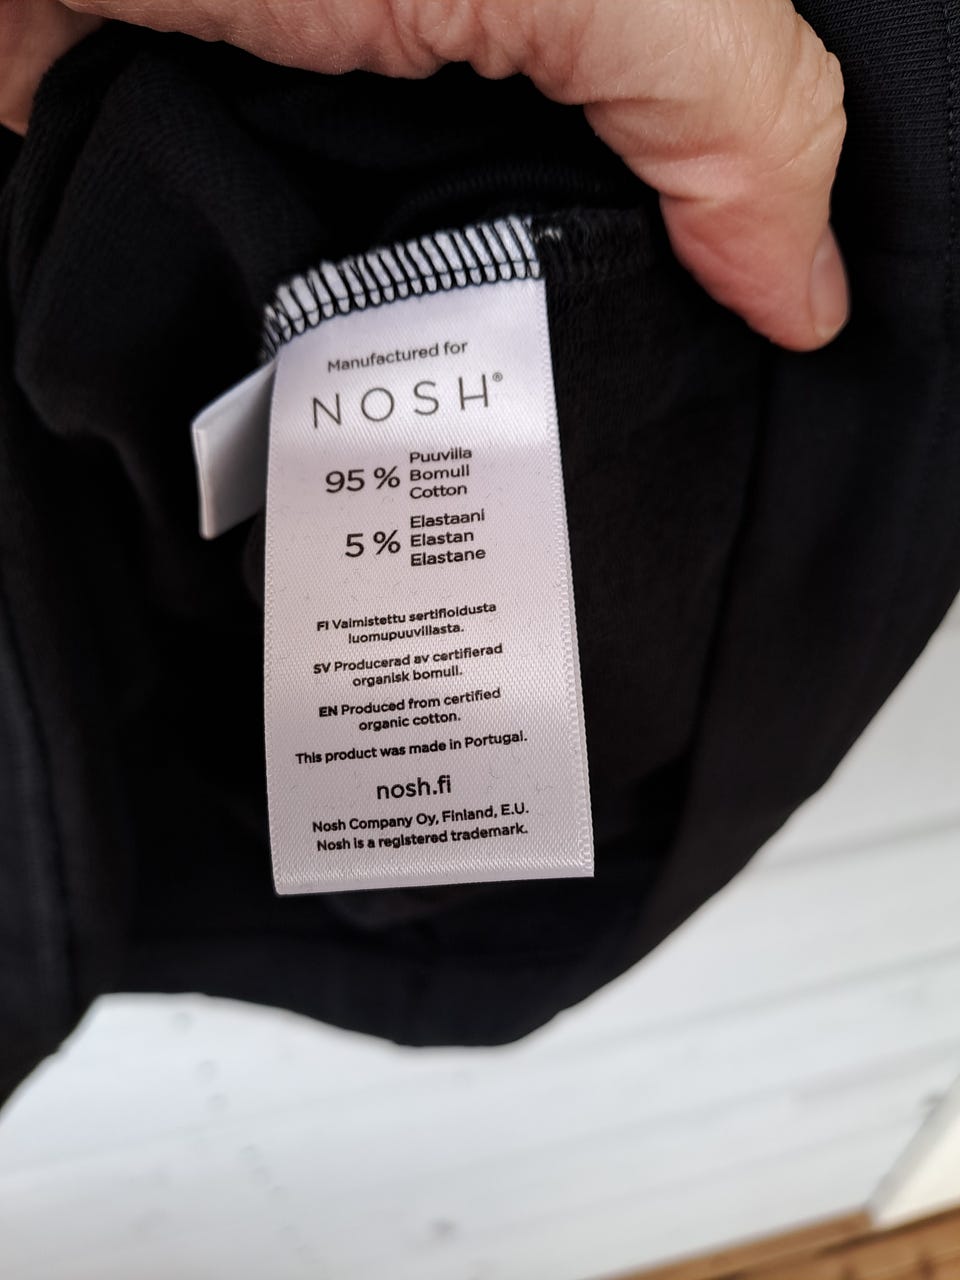 Manufactured for
NOSH®
95 % Puuvilla
Bomull
Cotton
5 % Elastaani
Elastan
Elastane
FI Valmistettu sertifioidusta
luomupuuvillasta.
SV Producerad av certifierad
organisk bomull.
EN Produced from certified
organic cotton.
This product was made in Portugal.
nosh.fi
Nosh Company Oy, Finland, E.U.
Nosh is a registered trademark.